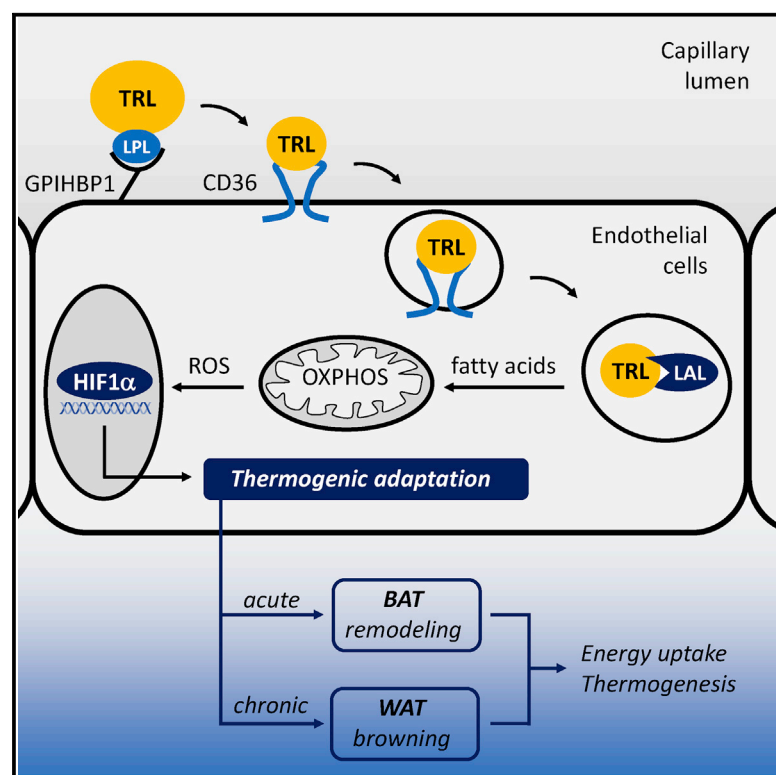 Capillary
lumen
TRL
LPL
GPIHBP1
TRL
CD36
TRL
Endothelial
cells
TRL
LAL
fatty acids
OXPHOS
ROS
HIF1α
Thermogenic adaptation
acute
BAT
remodeling
chronic
WAT
browning
Energy uptake
Thermogenesis